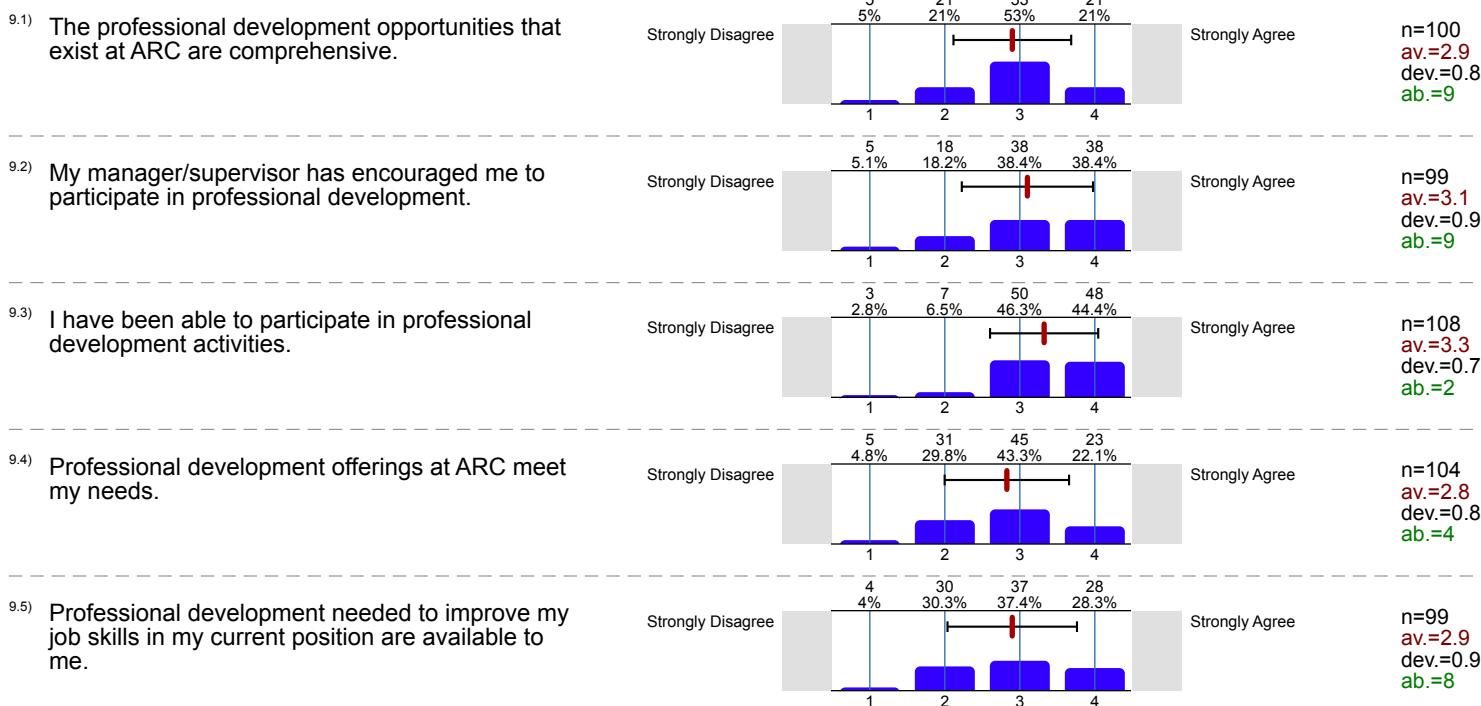 5 21 53 21
9.1) The professional development opportunities that
exist at ARC are comprehensive.
5% 21% 53% 21%
Strongly Disagree
Strongly Agree
1 2 3 4
n=100
av.=2.9
dev.=0.8
ab.=9
9.2) My manager/supervisor has encouraged me to
participate in professional development.
5 18 38 38
5.1% 18.2% 38.4% 38.4%
Strongly Disagree
Strongly Agree
1 2 3 4
n=99
av.=3.1
dev.=0.9
ab.=9
9.3) I have been able to participate in professional
development activities.
3 7 50 48
2.8% 6.5% 46.3% 44.4%
Strongly Disagree
Strongly Agree
1 2 3 4
n=108
av.=3.3
dev.=0.7
ab.=2
9.4) Professional development offerings at ARC meet
my needs.
5 31 45 23
4.8% 29.8% 43.3% 22.1%
Strongly Disagree
Strongly Agree
1 2 3 4
n=104
av.=2.8
dev.=0.8
ab.=4
9.5) Professional development needed to improve my
job skills in my current position are available to
me.
4 30 37 28
4% 30.3% 37.4% 28.3%
Strongly Disagree
Strongly Agree
1 2 3 4
n=99
av.=2.9
dev.=0.9
ab.=8